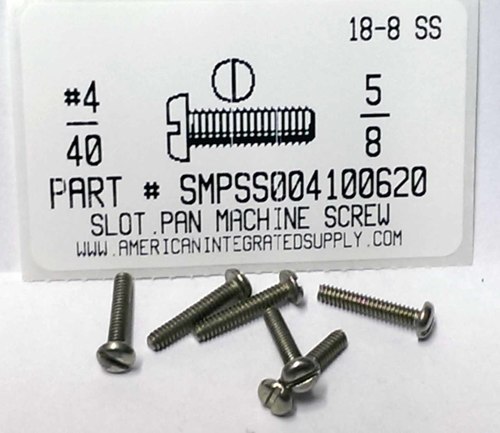 18-8 SS
#4
40
5
8
PART # SMPSS004100620
SLOT.PAN MACHINE SCREW
WWW.AMERICANINTEGRATEDSUPPLY.COM